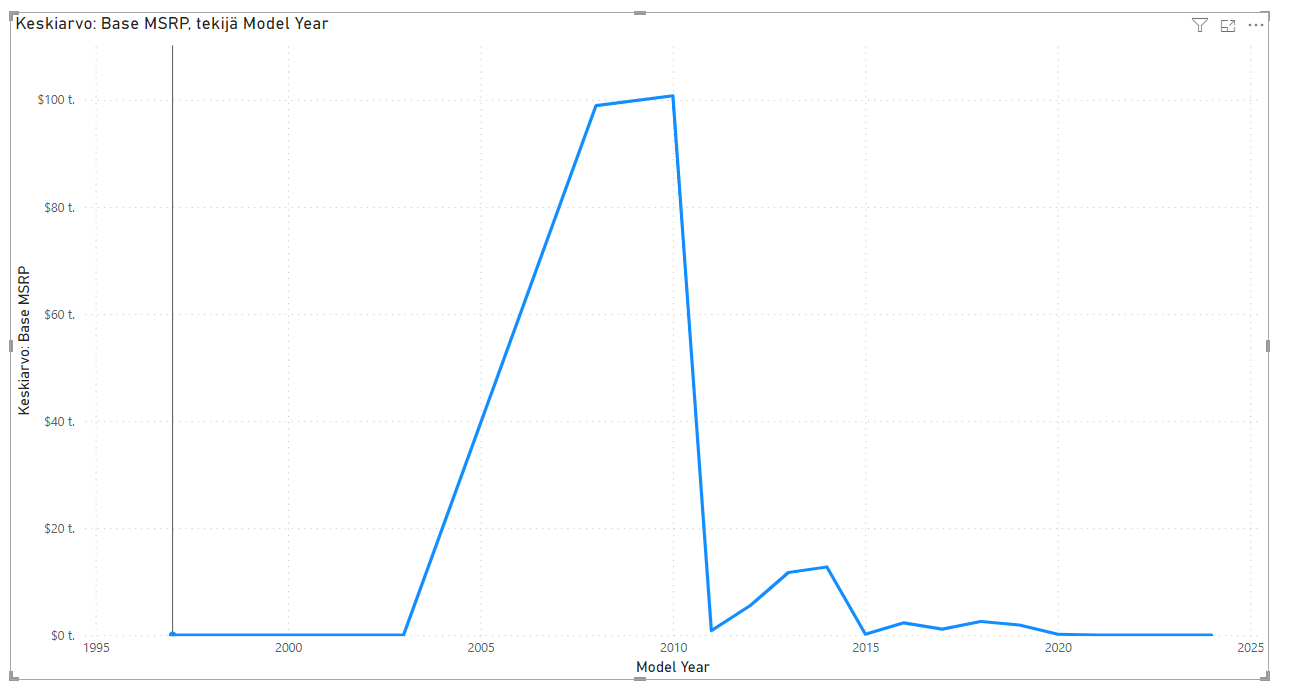 Keskiarvo: Base MSRP, tekijä Model Year
Keskiarvo: Base MSRP
$100 t.
$80 t.
$60 t.
$40 t.
$20 t.
$0 t.
1995 2000 2005 2010 2015 2020 2025
Model Year